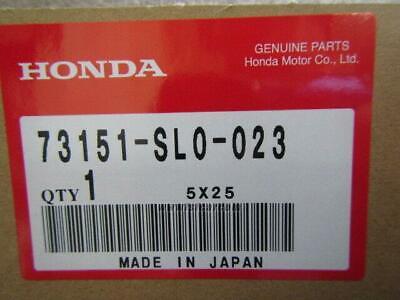 HONDA
GENUINE PARTS
Honda Motor Co., Ltd.
73151-SL0-023
QTY 1
5X25
MADE IN JAPAN